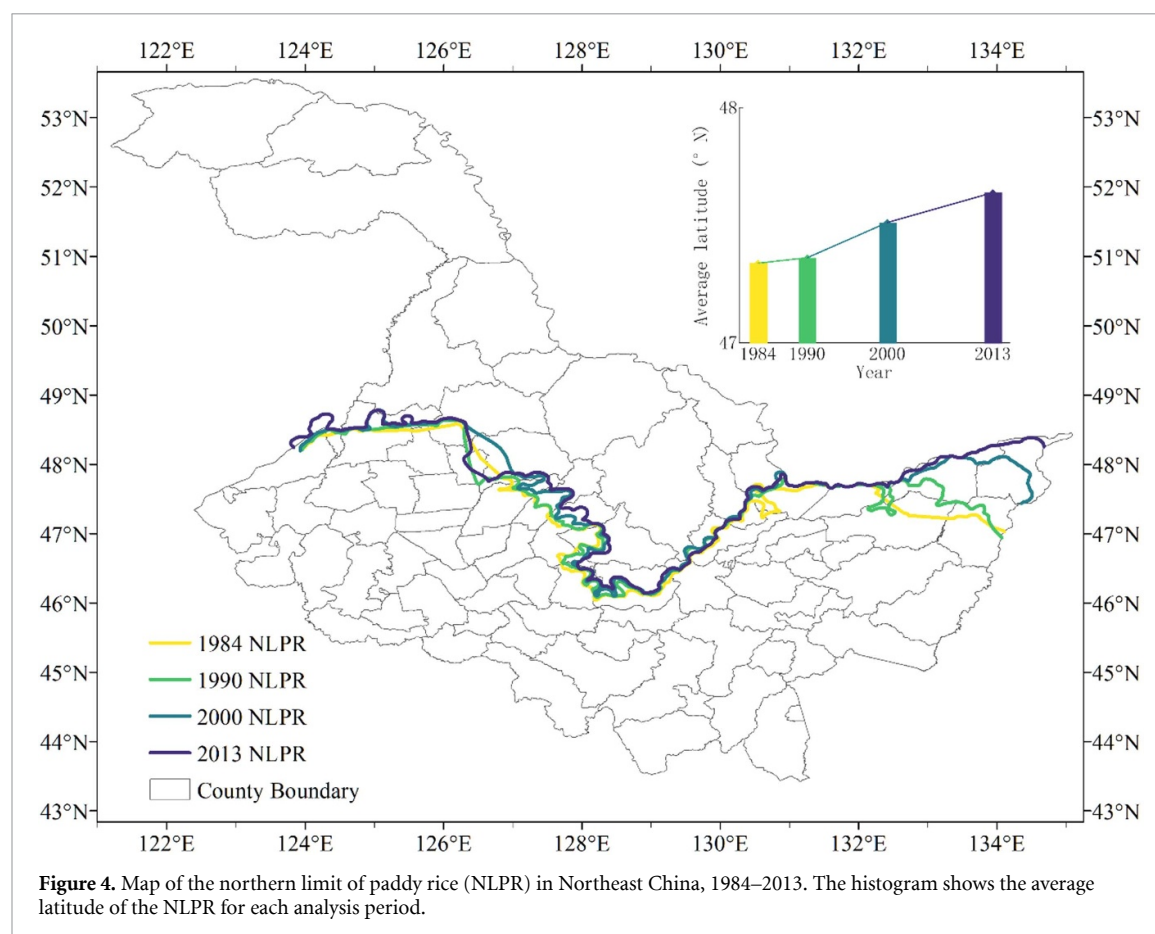 122°E 124°E 126°E 128°E 130°E 132°E 134°E
53°N 53°N
52°N 52°N
51°N 51°N
50°N 50°N
49°N 49°N
48°N 48°N
47°N 47°N
46°N 46°N
45°N 45°N
44°N 44°N
43°N 43°N
48
Average latitude (° N)
47
1984 1990 2000 2013
Year
1984 NLPR
1990 NLPR
2000 NLPR
2013 NLPR
County Boundary
122°E 124°E 126°E 128°E 130°E 132°E 134°E
Figure 4. Map of the northern limit of paddy rice (NLPR) in Northeast China, 1984–2013. The histogram shows the average
latitude of the NLPR for each analysis period.